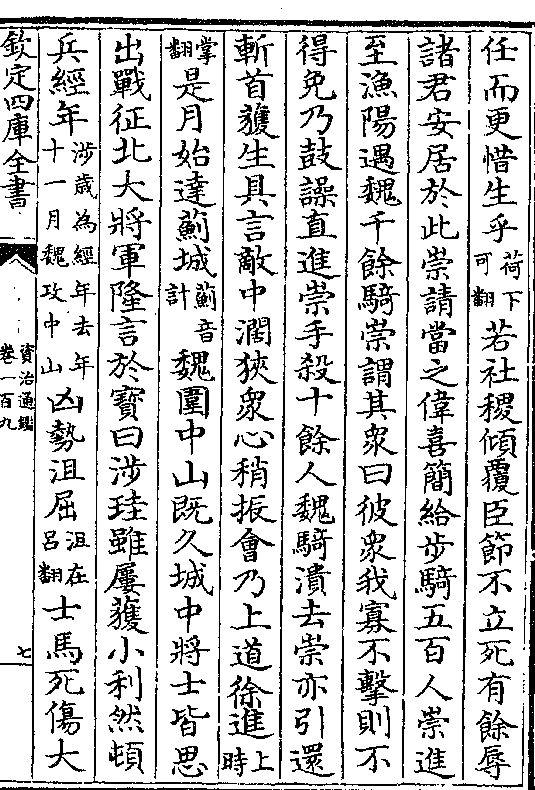 任而更惜生乎荷下可翻若社稷傾覆臣節不立死有餘辱
諸君安居於此崇請當之偉喜簡給步騎五百人崇進
至漁陽遇魏千餘騎崇謂其衆曰彼衆我寡不擊則不
得免乃鼓譟直進崇手殺十餘人魏騎潰去崇亦引還
斬首獲生具言敵中濶狹衆心稍振會乃上道徐進上時
掌翻是月始達薊城薊音計魏圍中山既久城中將士皆思
出戰征北大將軍隆言於寳曰涉珪雖屢獲小利然頓
兵經年涉歲為經年去年十一月魏攻中山凶勢沮屈沮在呂翻士馬死傷大
欽定四庫全書
資治通鑑
卷一百九
七